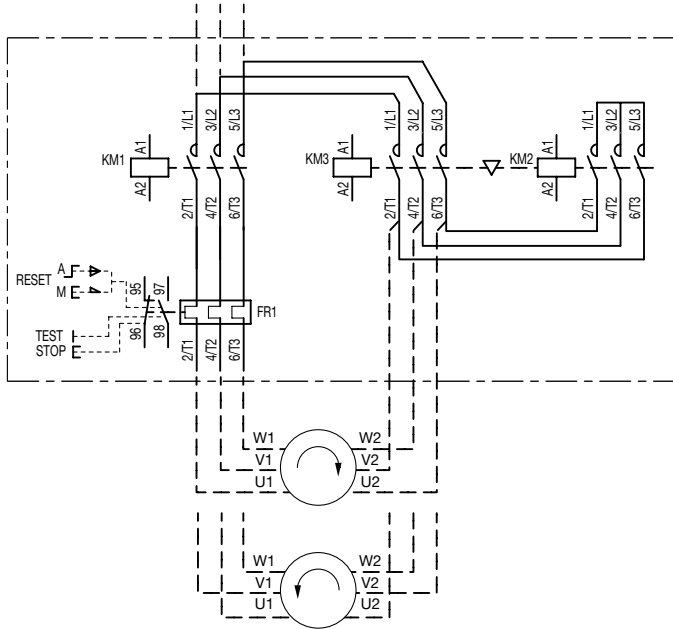 1/L1 3/L2 5/L3
1/L1 3/L2 5/L3
1/L1 3/L2 5/L3
KM1 A1 A2
KM3 A1 A2
KM2 A1 A2
2/T1 4/T2 6/T3
2/T1 4/T2 6/T3
2/T1 4/T2 6/T3
RESET A M
95 97
96 98
TEST
STOP
FR1
2/T1 4/T2 6/T3
W1 W2
V1 V2
U1 U2
W1 W2
V1 V2
U1 U2